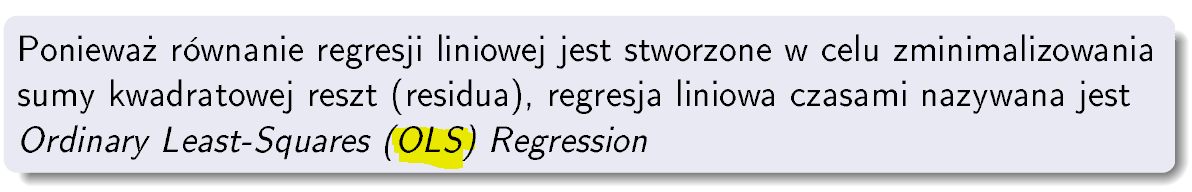 Ponieważ równanie regresji liniowej jest stworzone w celu zminimalizowania
sumy kwadratowej reszt (residua), regresja liniowa czasami nazywana jest
Ordinary Least-Squares (OLS) Regression